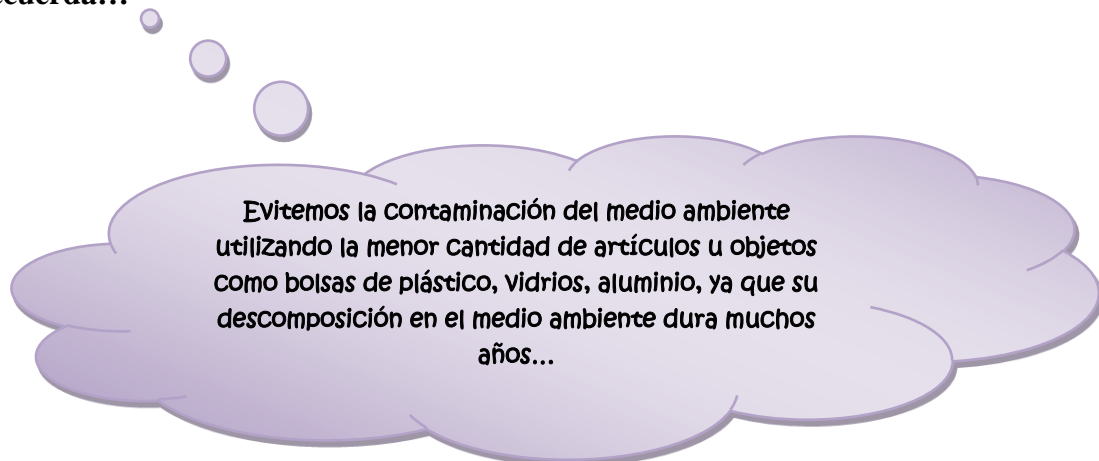 ecuerda...
Evitemos la contaminación del medio ambiente
utilizando la menor cantidad de artículos u objetos
como bolsas de plástico, vidrios, aluminio, ya que su
descomposición en el medio ambiente dura muchos
años...